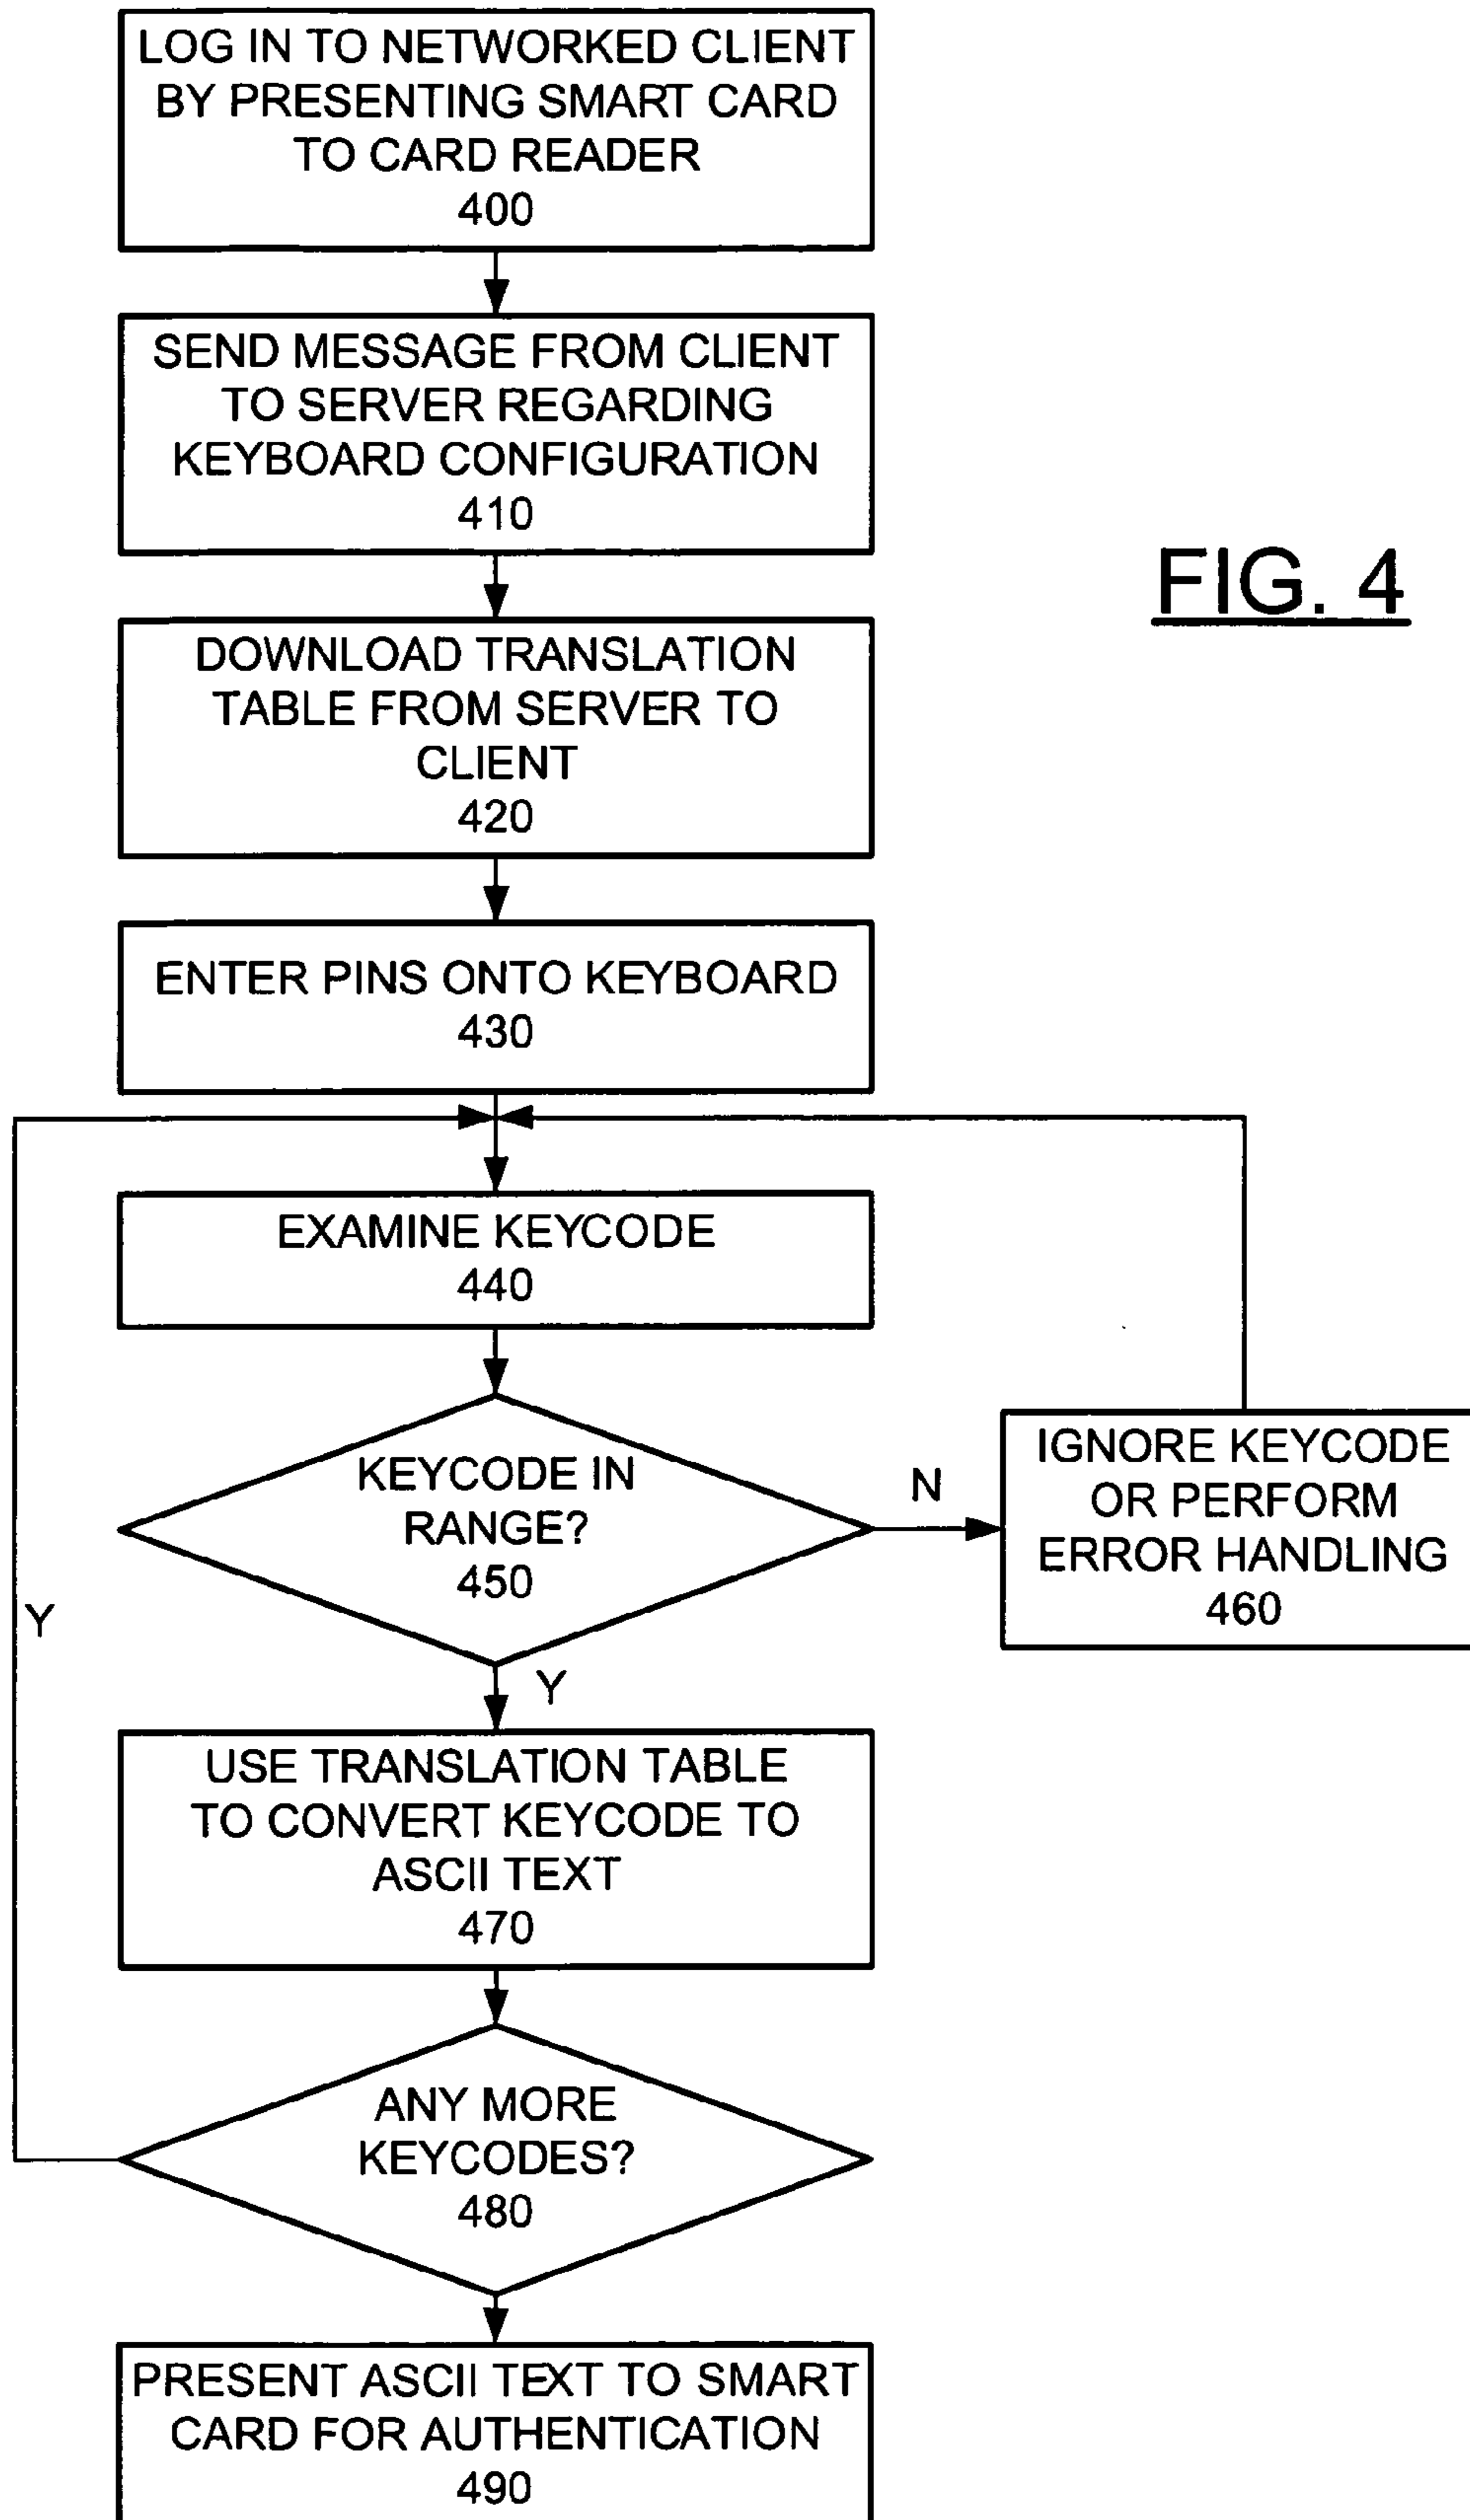 LOG IN TO NETWORKED CLIENT
BY PRESENTING SMART CARD
TO CARD READER
400
SEND MESSAGE FROM CLIENT
TO SERVER REGARDING
KEYBOARD CONFIGURATION
410
FIG. 4
DOWNLOAD TRANSLATION
TABLE FROM SERVER TO
CLIENT
420
ENTER PINS ONTO KEYBOARD
430
EXAMINE KEYCODE
440
KEYCODE IN
RANGE?
450
N
IGNORE KEYCODE
OR PERFORM
ERROR HANDLING
460
Y
Y
USE TRANSLATION TABLE
TO CONVERT KEYCODE TO
ASCII TEXT
470
ANY MORE
KEYCODES?
480
PRESENT ASCII TEXT TO SMART
CARD FOR AUTHENTICATION
490